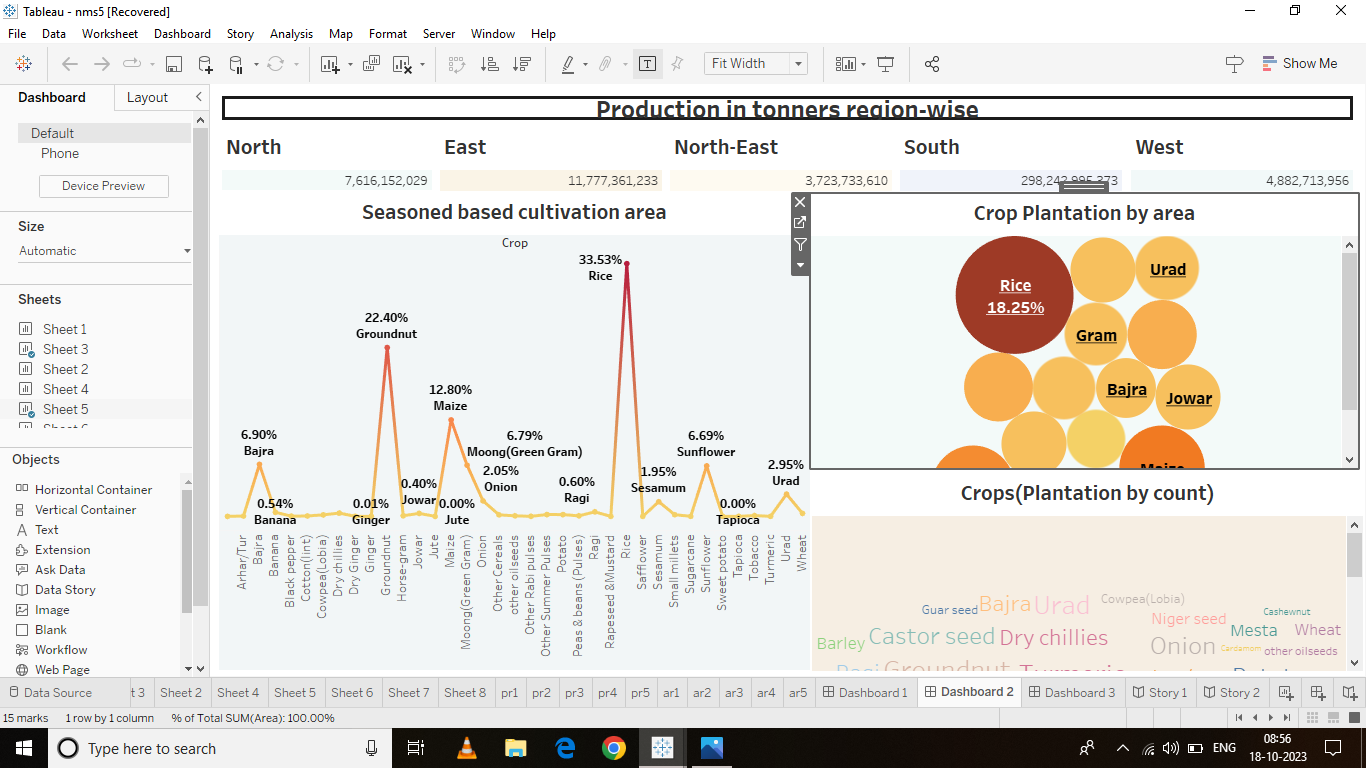 Tableau - nms5 [Recovered]
File Data Worksheet Dashboard Story Analysis Map Format Server Window Help
Fit Width
Show Me
Dashboard Layout
Default
Phone
Device Preview
Size
Automatic
Sheets
Sheet 1
Sheet 3
Sheet 2
Sheet 4
Sheet 5
Objects
Horizontal Container
Vertical Container
Text
Extension
Ask Data
Data Story
Image
Blank
Workflow
Web Page
Production in tonners region-wise
North East North-East South West
7,616,152,029 11,777,361,233 3,723,733,610 298,242,995,373 4,882,713,956
Seasoned based cultivation area
Crop
33.53%
Rice
22.40%
Groundnut
12.80%
Maize
6.90%
Bajra
6.79%
Moong(Green Gram)
6.69%
Sunflower
2.05%
Onion
0.60%
Ragi
1.95%
Sesamum
2.95%
Urad
0.54%
Banana
0.01%
Ginger
0.40%
Jowar
0.00%
Jute
0.00%
Tapioca
Arhar/Tur
Bajra
Banana
Black pepper
Cotton(lint)
Cowpea(Lobia)
Dry chillies
Dry Ginger
Ginger
Groundnut
Horse-gram
Jowar
Jute
Maize
Moong(Green Gram)
Onion
Other Cereals
other oilseeds
Other Rabi pulses
Other Summer Pulses
Potato
Peas & beans (Pulses)
Ragi
Rapeseed &Mustard
Rice
Safflower
Sesamum
Small millets
Sugarcane
Sunflower
Sweet potato
Tapioca
Tobacco
Turmeric
Urad
Wheat
Crop Plantation by area
Rice
18.25%
Urad
Gram
Bajra
Jowar
Maize
Crops(Plantation by count)
Guar seed Bajra Urad Cowpea(Lobia) Cashewnut
Niger seed
Barley Castor seed Dry chillies Mesta Wheat
Onion Cardamom other oilseeds
Ragi Groundnut Turmeric
Data Source t 3 Sheet 2 Sheet 4 Sheet 5 Sheet 6 Sheet 7 Sheet 8 pr1 pr2 pr3 pr4 pr5 ar1 ar2 ar3 ar4 ar5 Dashboard 1 Dashboard 2 Dashboard 3 Story 1 Story 2
15 marks 1 row by 1 column % of Total SUM(Area): 100.00%
Type here to search
ENG
08:56
18-10-2023